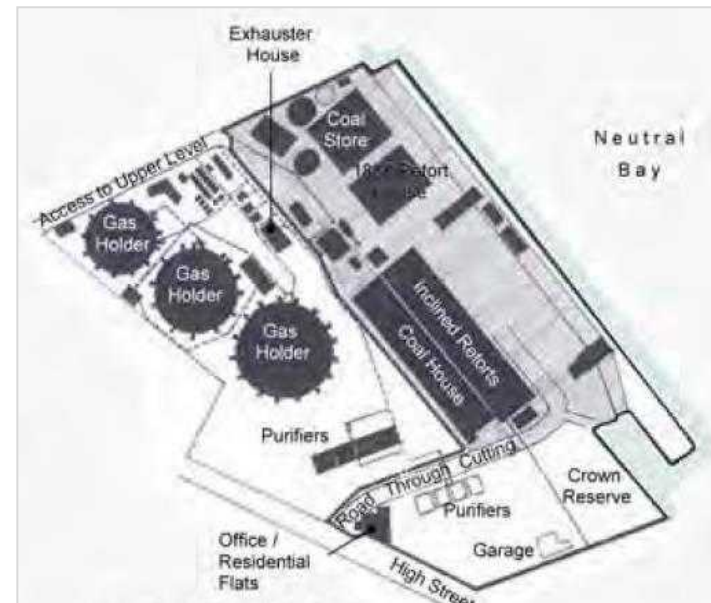 Exhauster
House
Coal
Store
Neutral
Bay
Retort
Access to Upper Level
Gas
Holder
Gas
Holder
Gas
Holder
Inclined Retorts
Coal House
Purifiers
Road Through Cutting
Purifiers
Crown
Reserve
Garage
Office /
Residential
Flats
High Street